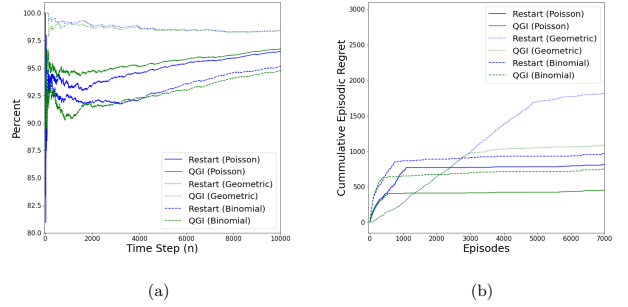 100.0
97.5
95.0
92.5
90.0
87.5
85.0
82.5
80.0
Percent
Restart (Poisson)
QGI (Poisson)
Restart (Geometric)
QGI (Geometric)
Restart (Binomial)
QGI (Binomial)
0 2000 4000 6000 8000 10000
Time Step (n)
(a)
3000
2500
2000
1500
1000
500
0
Cummulative Episodic Regret
Restart (Poisson)
QGI (Poisson)
Restart (Geometric)
QGI (Geometric)
Restart (Binomial)
QGI (Binomial)
0 1000 2000 3000 4000 5000 6000 7000
Episodes
(b)